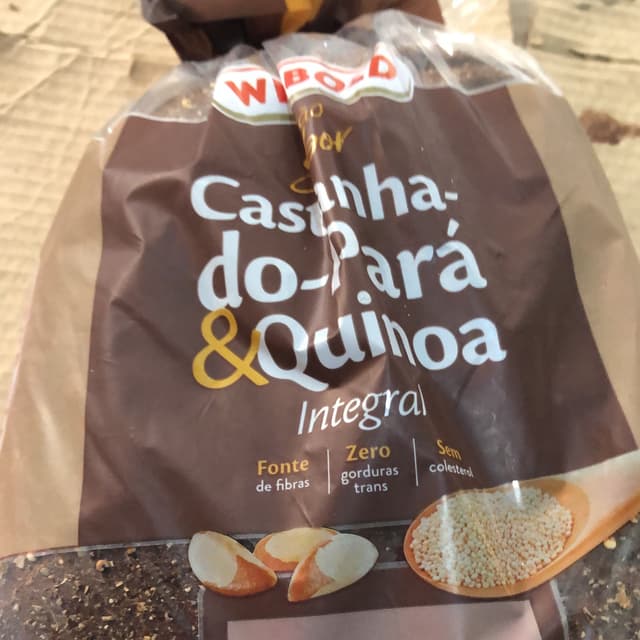 Castanha-
do-Pará
&Quinoa
Integral
Fonte
de fibras
Zero
gorduras
trans
Sem
colesterol